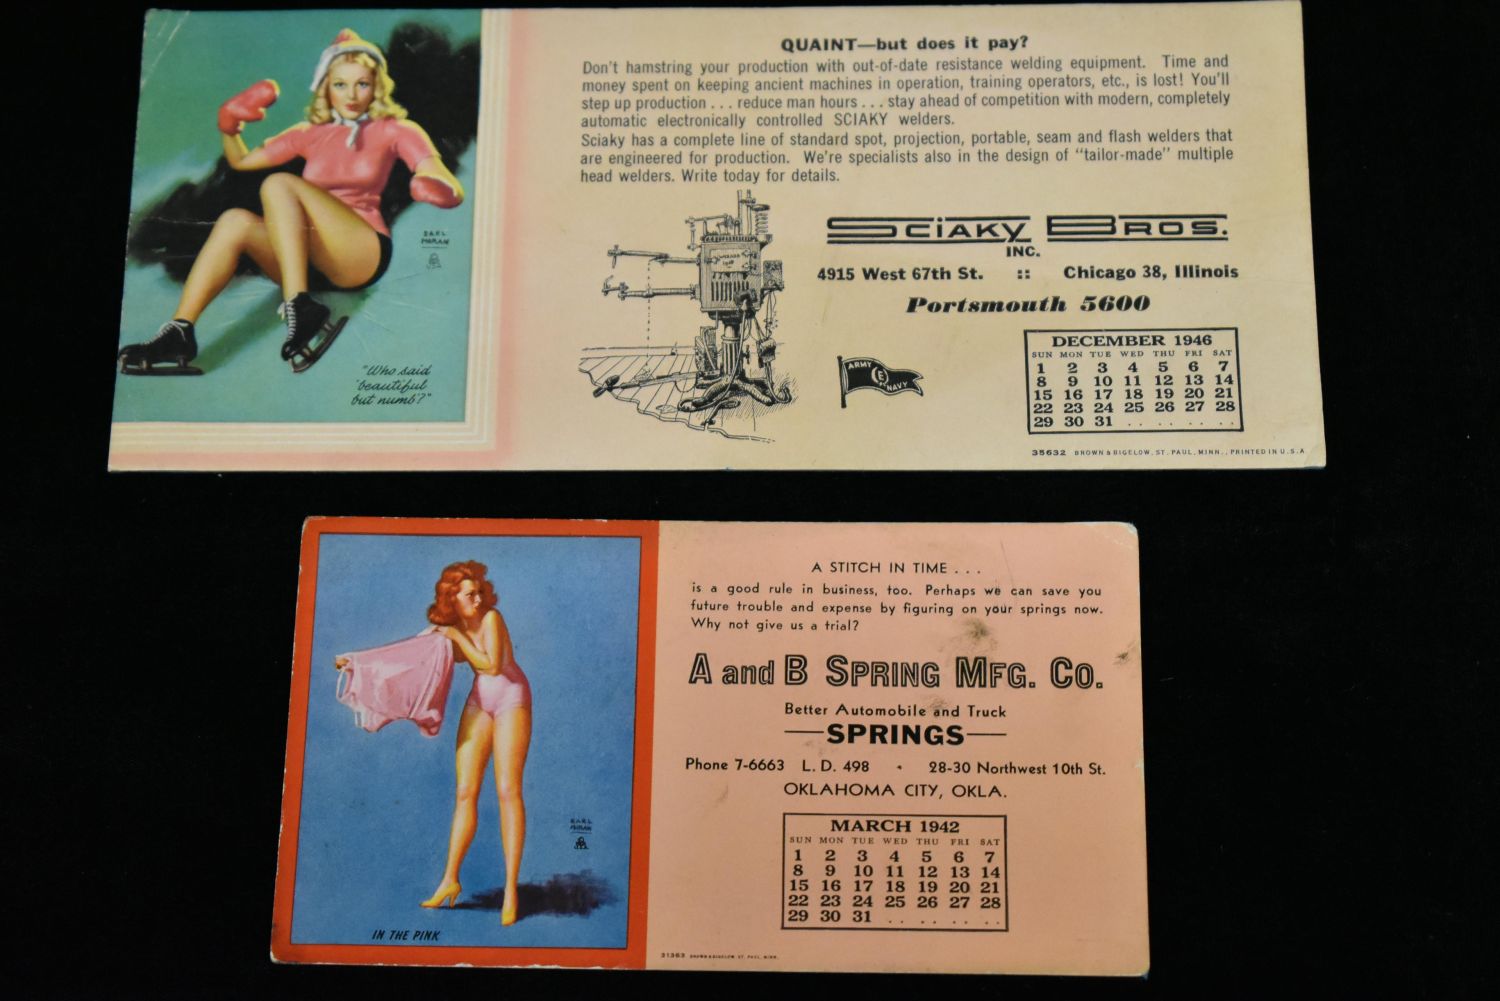 QUAINT—but does it pay?
Don't hamstring your production with out-of-date resistance welding equipment. Time and
money spent on keeping ancient machines in operation, training operators, etc., is lost! You'll
step up production . . . reduce man hours . . . stay ahead of competition with modern, completely
automatic electronically controlled SCIAKY welders.
Sciaky has a complete line of standard spot, projection, portable, seam and flash welders that
are engineered for production. We're specialists also in the design of "tailor-made" multiple
head welders. Write today for details.
EARL
MORAN
"Who said
'beautiful
but numb'?"
SCIAKY BROS.
INC.
4915 West 67th St. :: Chicago 38, Illinois
Portsmouth 5600
ARMY E NAVY
DECEMBER 1946
SUN MON TUE WED THU FRI SAT
1 2 3 4 5 6 7
8 9 10 11 12 13 14
15 16 17 18 19 20 21
22 23 24 25 26 27 28
29 30 31 . . . .
35632 BROWN & BIGELOW, ST. PAUL, MINN., PRINTED IN U.S.A
A STITCH IN TIME . . .
is a good rule in business, too. Perhaps we can save you
future trouble and expense by figuring on your springs now.
Why not give us a trial?
A and B SPRING MFG. CO.
Better Automobile and Truck
—SPRINGS—
Phone 7-6663 L. D. 498 • 28-30 Northwest 10th St.
OKLAHOMA CITY, OKLA.
EARL
MORAN
IN THE PINK
MARCH 1942
SUN MON TUE WED THU FRI SAT
1 2 3 4 5 6 7
8 9 10 11 12 13 14
15 16 17 18 19 20 21
22 23 24 25 26 27 28
29 30 31 . . . .
31363 BROWN & BIGELOW, ST. PAUL, MINN.